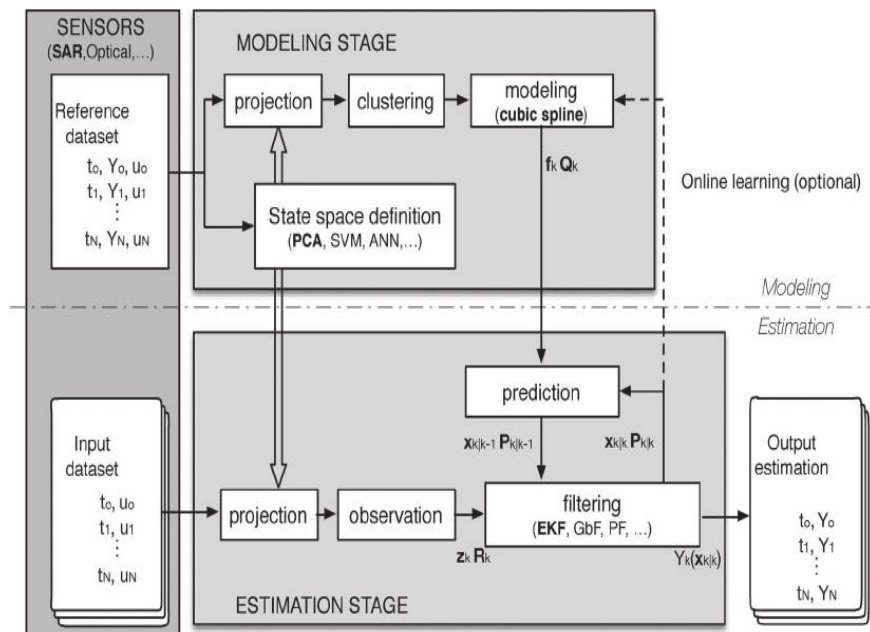 SENSORS
(SAR,Optical,...)
Reference
dataset
t₀, Y₀, u₀
t₁, Y₁, u₁
⋮
tN, YN, uN
MODELING STAGE
projection
clustering
modeling
(cubic spline)
fk Qk
State space definition
(PCA, SVM, ANN,...)
Online learning (optional)
Modeling
Estimation
Input
dataset
t₀, u₀
t₁, u₁
⋮
tN, uN
projection
observation
zk Rk
prediction
xk|k-1 Pk|k-1
xk|k Pk|k
filtering
(EKF, GbF, PF, ...)
Yk(xk|k)
ESTIMATION STAGE
Output
estimation
t₀, Y₀
t₁, Y₁
⋮
tN, YN